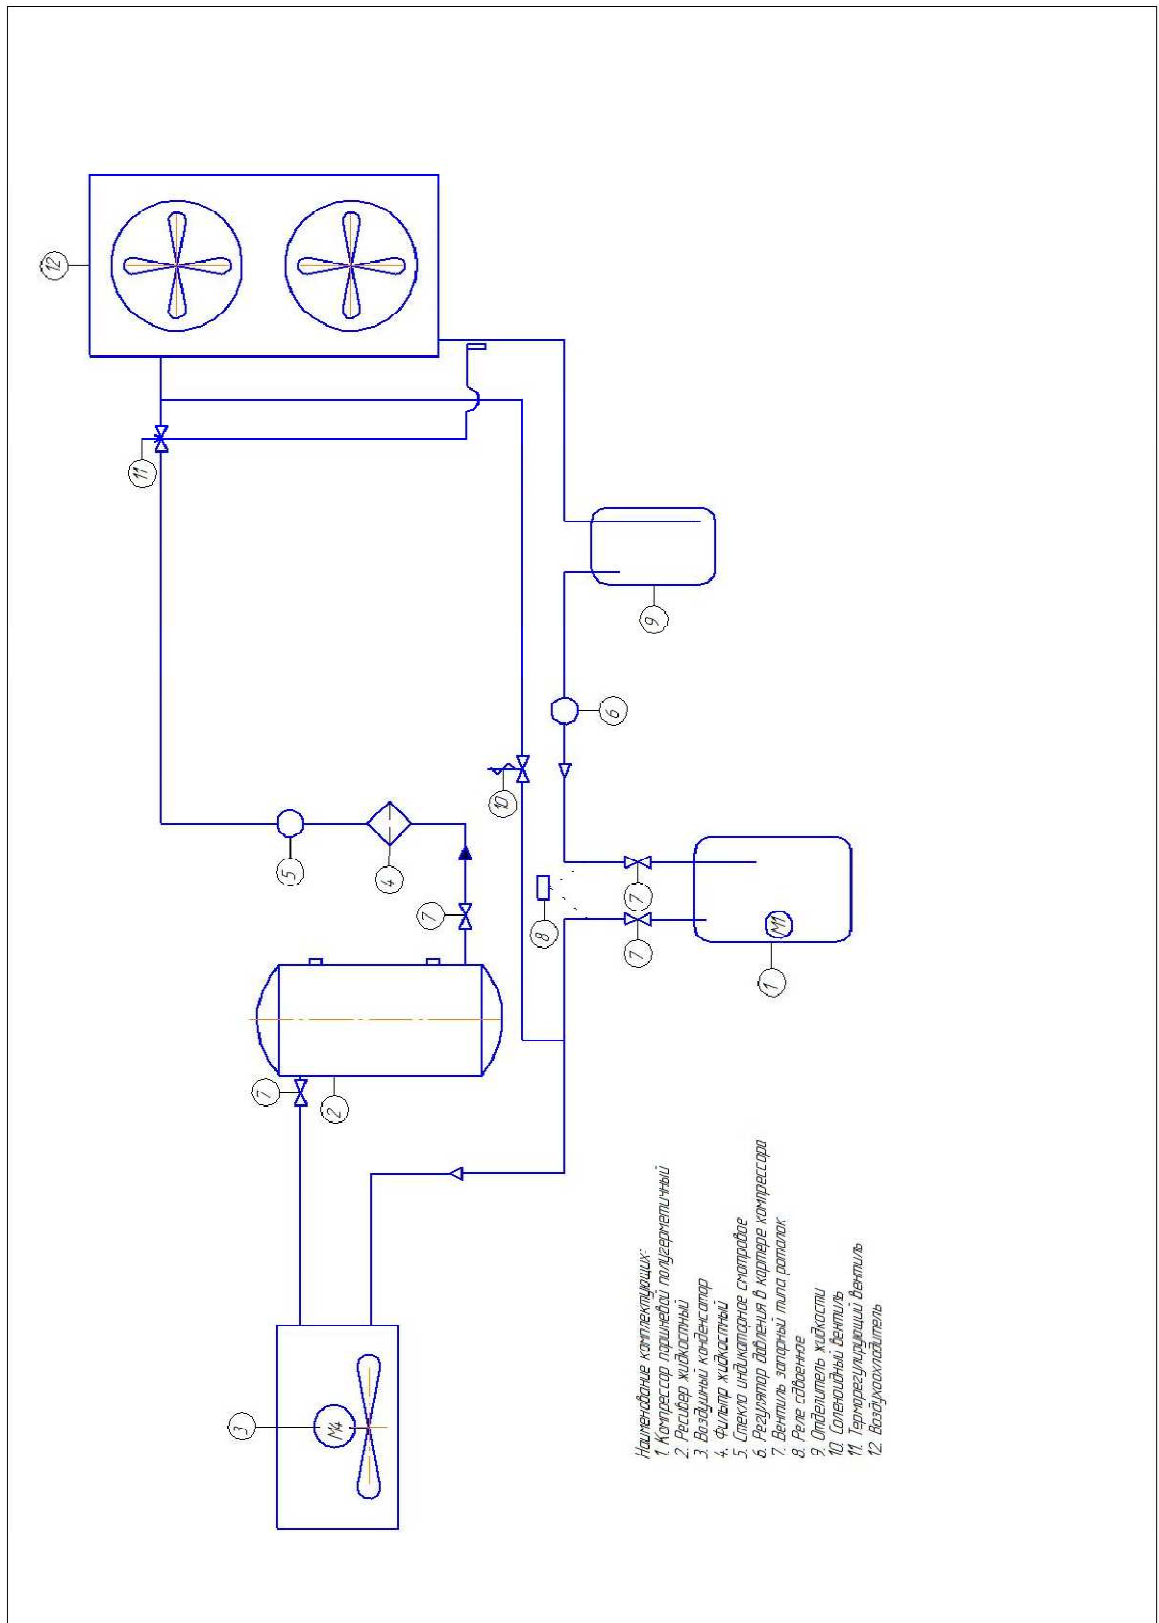 12
11
5
4
7
10
6
9
8
7
7
M1
1
7
2
3
М4
Наименование комплектующих:
1. Компрессор поршневой полугерметичный
2. Ресивер жидкостный
3. Воздушный конденсатор
4. Фильтр жидкостный
5. Стекло индикаторное смотровое
6. Регулятор давления в картере компрессора
7. Вентиль запорный типа роталок
8. Реле сдвоенное
9. Отделитель жидкости
10. Соленоидный вентиль
11. Терморегулирующий вентиль
12. Воздухоохладитель